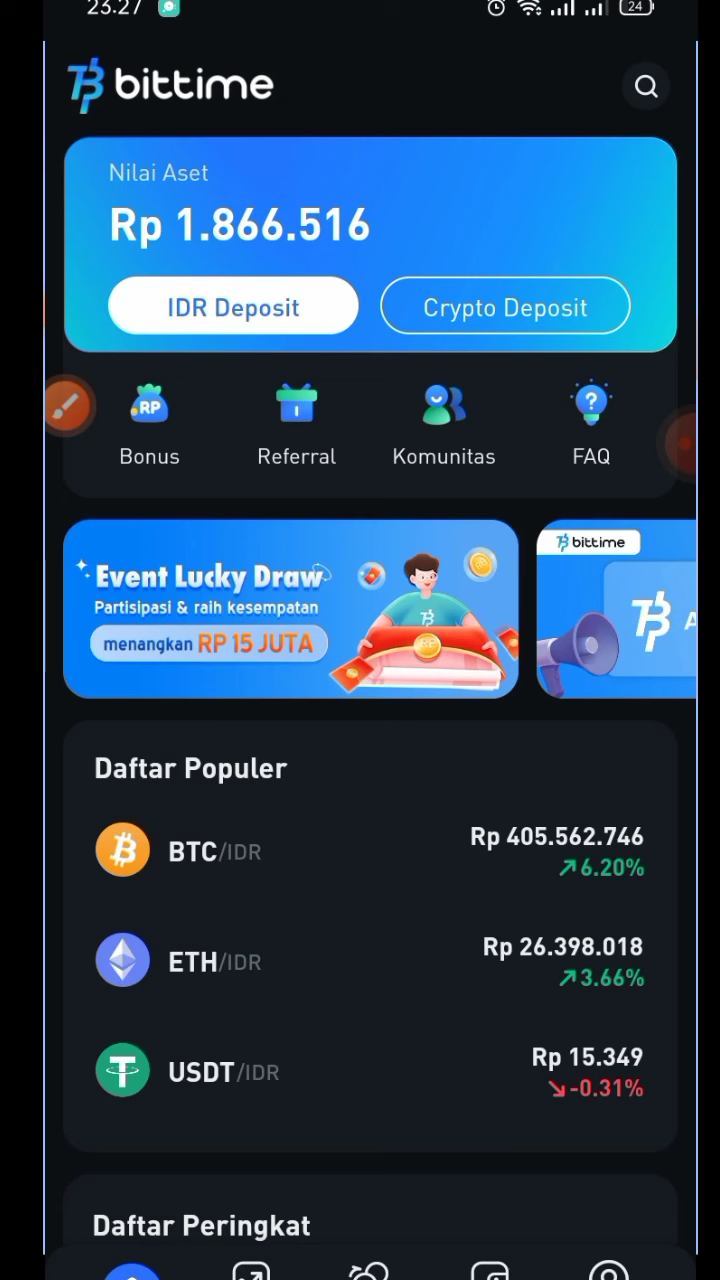 23.27
24
bittime
Nilai Aset
Rp 1.866.516
IDR Deposit
Crypto Deposit
RP
Bonus
Referral
Komunitas
FAQ
Event Lucky Draw
Partisipasi & raih kesempatan
menangkan RP 15 JUTA
bittime
A
Daftar Populer
BTC/IDR
Rp 405.562.746
↗6.20%
ETH/IDR
Rp 26.398.018
↗3.66%
USDT/IDR
Rp 15.349
↘-0.31%
Daftar Peringkat